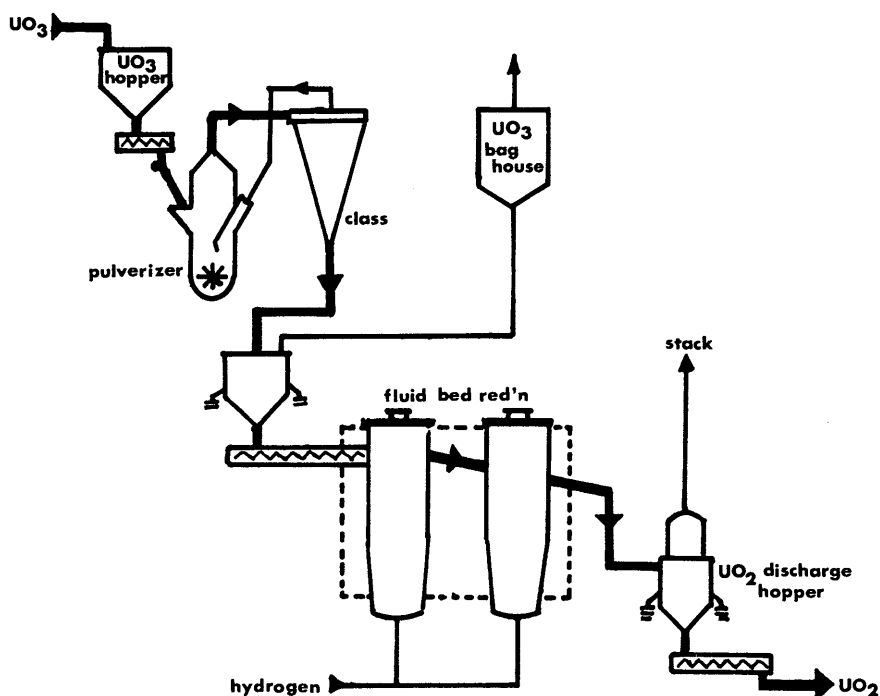 UO3
UO3
hopper
UO3
bag
house
class
pulverizer
stack
fluid bed red'n
UO2 discharge
hopper
hydrogen
UO2